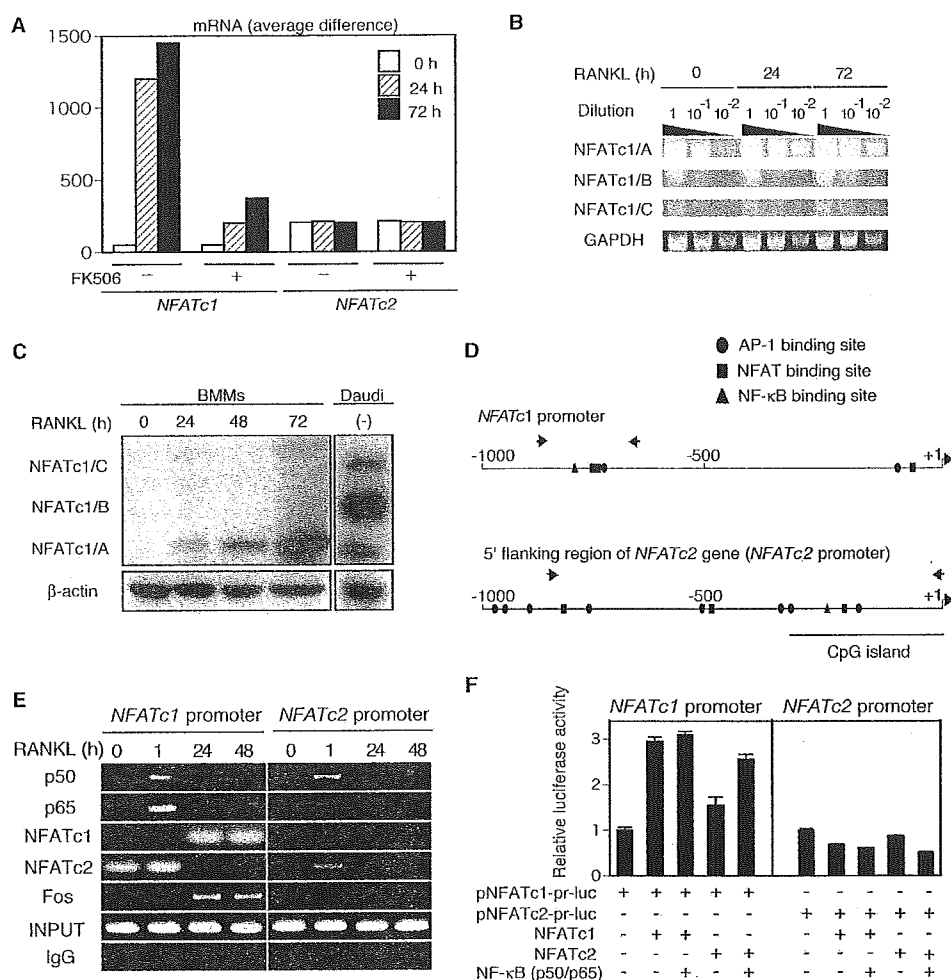 A
mRNA (average difference)
1500
1000
500
0
0 h
24 h
72 h
FK506 − + − +
NFATc1 NFATc2
B
RANKL (h) 0 24 72
Dilution 1 10-1 10-2 1 10-1 10-2 1 10-1 10-2
NFATc1/A
NFATc1/B
NFATc1/C
GAPDH
C
BMMs Daudi
RANKL (h) 0 24 48 72 (-)
NFATc1/C
NFATc1/B
NFATc1/A
β-actin
D
AP-1 binding site
NFAT binding site
NF-κB binding site
NFATc1 promoter
-1000 -500 +1
5' flanking region of NFATc2 gene (NFATc2 promoter)
-1000 -500 +1
CpG island
E
NFATc1 promoter NFATc2 promoter
RANKL (h) 0 1 24 48 0 1 24 48
p50
p65
NFATc1
NFATc2
Fos
INPUT
IgG
F
NFATc1 promoter NFATc2 promoter
Relative luciferase activity
3
2
1
0
pNFATc1-pr-luc + + + + + - - - - -
pNFATc2-pr-luc - - - - - + + + + +
NFATc1 - + + - - - + + - -
NFATc2 - - - + + - - - + +
NF-κB (p50/p65) - - + - + - - + - +